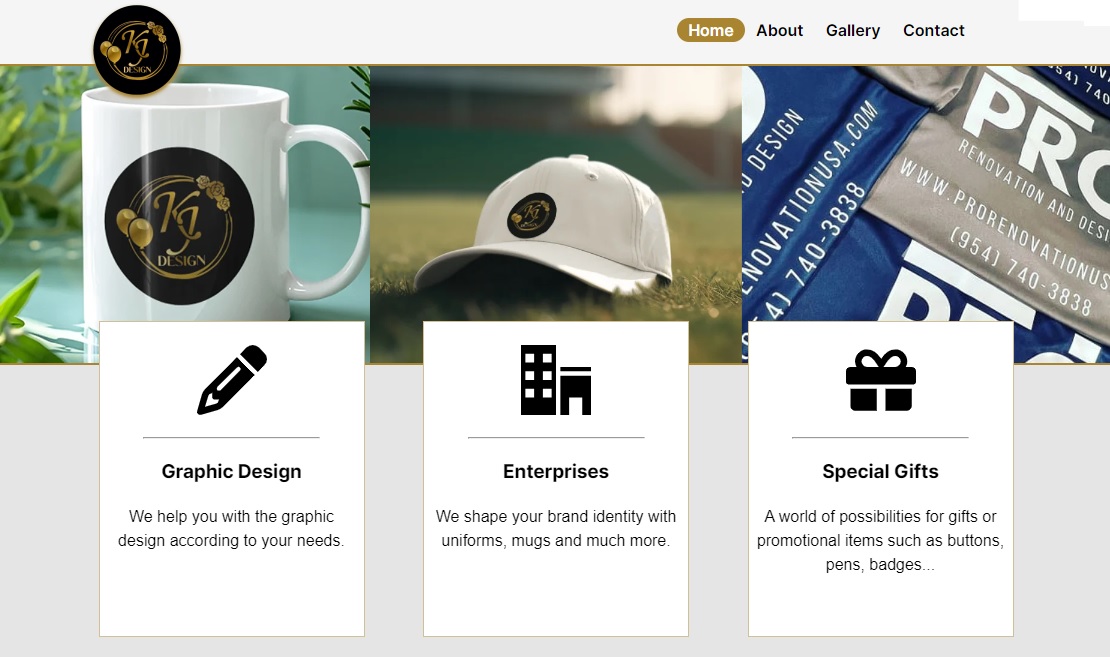 KJ
DESIGN
Home
About
Gallery
Contact
KJ
DESIGN
KJ
D DESIGN
NOVATIONUSA.COM
4) 740-3838
PRO
RENOVATION AND DESI
WWW.PRORENOVATIONUS
(954) 740-3838
Graphic Design
We help you with the graphic
design according to your needs.
Enterprises
We shape your brand identity with
uniforms, mugs and much more.
Special Gifts
A world of possibilities for gifts or
promotional items such as buttons,
pens, badges...